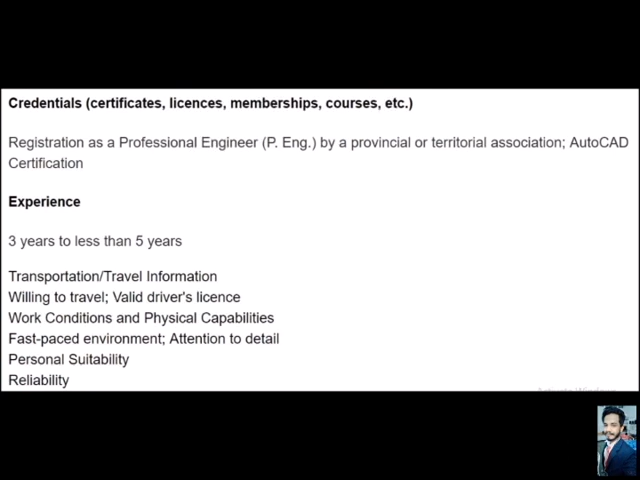 Credentials (certificates, licences, memberships, courses, etc.)
Registration as a Professional Engineer (P. Eng.) by a provincial or territorial association; AutoCAD
Certification
Experience
3 years to less than 5 years
Transportation/Travel Information
Willing to travel; Valid driver's licence
Work Conditions and Physical Capabilities
Fast-paced environment; Attention to detail
Personal Suitability
Reliability